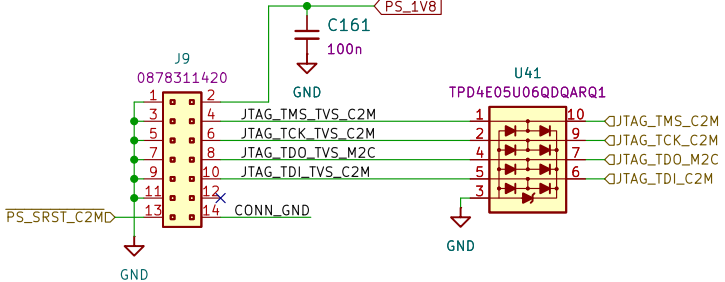 PS_1V8
C161
100n
GND
J9
0878311420
1 2
3 4
5 6
7 8
9 10
11 12
13 14
JTAG_TMS_TVS_C2M
JTAG_TCK_TVS_C2M
JTAG_TDO_TVS_M2C
JTAG_TDI_TVS_C2M
CONN_GND
PS_SRST_C2M
GND
U41
TPD4E05U06QDQARQ1
1 10
2 9
4 7
5 6
3
JTAG_TMS_C2M
JTAG_TCK_C2M
JTAG_TDO_M2C
JTAG_TDI_C2M
GND